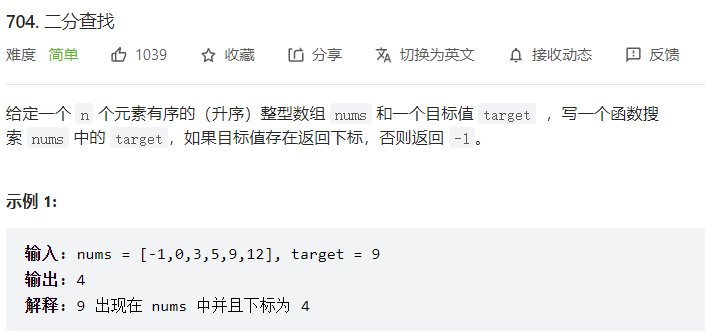 704. 二分查找
难度 简单 1039 收藏 分享 切换为英文 接收动态 反馈
给定一个 n 个元素有序的（升序）整型数组 nums 和一个目标值 target ，写一个函数搜
索 nums 中的 target，如果目标值存在返回下标，否则返回 -1。
示例 1:
输入: nums = [-1,0,3,5,9,12], target = 9
输出: 4
解释: 9 出现在 nums 中并且下标为 4